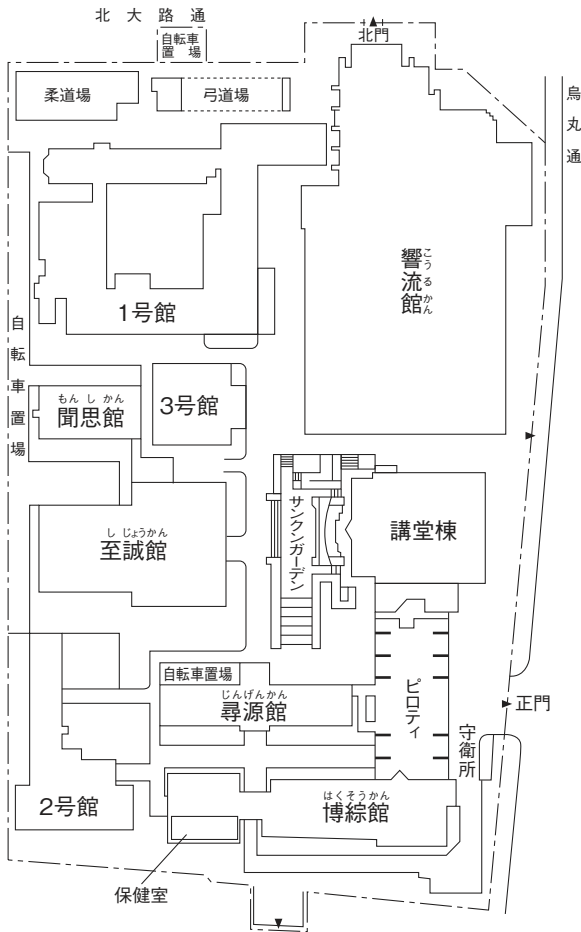 北大路通
自転車
置場
北門
柔道場
弓道場
烏丸通
こうるかん
響流館
1号館
自転車置場
もんしかん
聞思館
3号館
サンクンガーデン
講堂棟
しじょうかん
至誠館
自転車置場
じんげんかん
尋源館
ピロティ
正門
守衛所
2号館
はくそうかん
博綜館
保健室